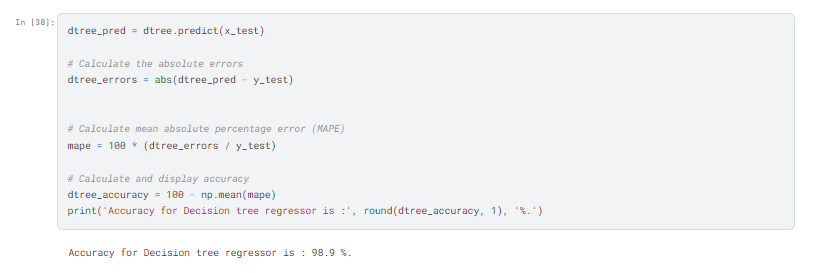 In [38]:
dtree_pred = dtree.predict(x_test)
# Calculate the absolute errors
dtree_errors = abs(dtree_pred - y_test)
# Calculate mean absolute percentage error (MAPE)
mape = 100 * (dtree_errors / y_test)
# Calculate and display accuracy
dtree_accuracy = 100 - np.mean(mape)
print('Accuracy for Decision tree regressor is :', round(dtree_accuracy, 1), '%.')
Accuracy for Decision tree regressor is : 98.9 %.